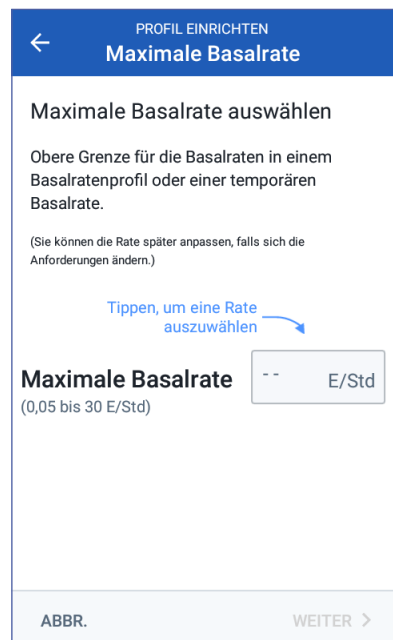 PROFIL EINRICHTEN
Maximale Basalrate
Maximale Basalrate auswählen
Obere Grenze für die Basalraten in einem
Basalratenprofil oder einer temporären
Basalrate.
(Sie können die Rate später anpassen, falls sich die
Anforderungen ändern.)
Tippen, um eine Rate
auszuwählen
Maximale Basalrate
-- E/Std
(0,05 bis 30 E/Std)
ABBR.
WEITER